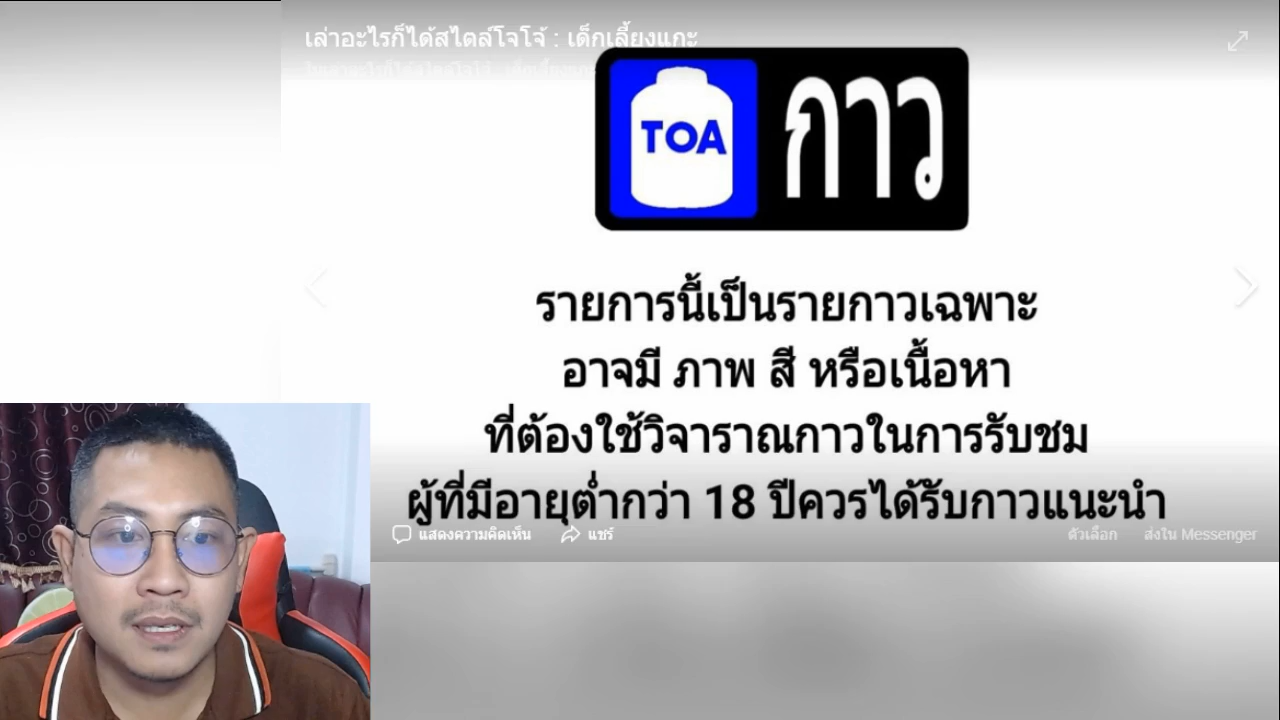 เล่าอะไรก็ได้สไตล์โจโจ้ : เด็กเลี้ยงแกะ
TOA
กาว
รายการนี้เป็นรายกาวเฉพาะ
อาจมี ภาพ สี หรือเนื้อหา
ที่ต้องใช้วิจาราณกาวในการรับชม
ผู้ที่มีอายุต่ำกว่า 18 ปีควรได้รับกาวแนะนำ
แสดงความคิดเห็น แชร์ ตัวเลือก ส่งใน Messenger